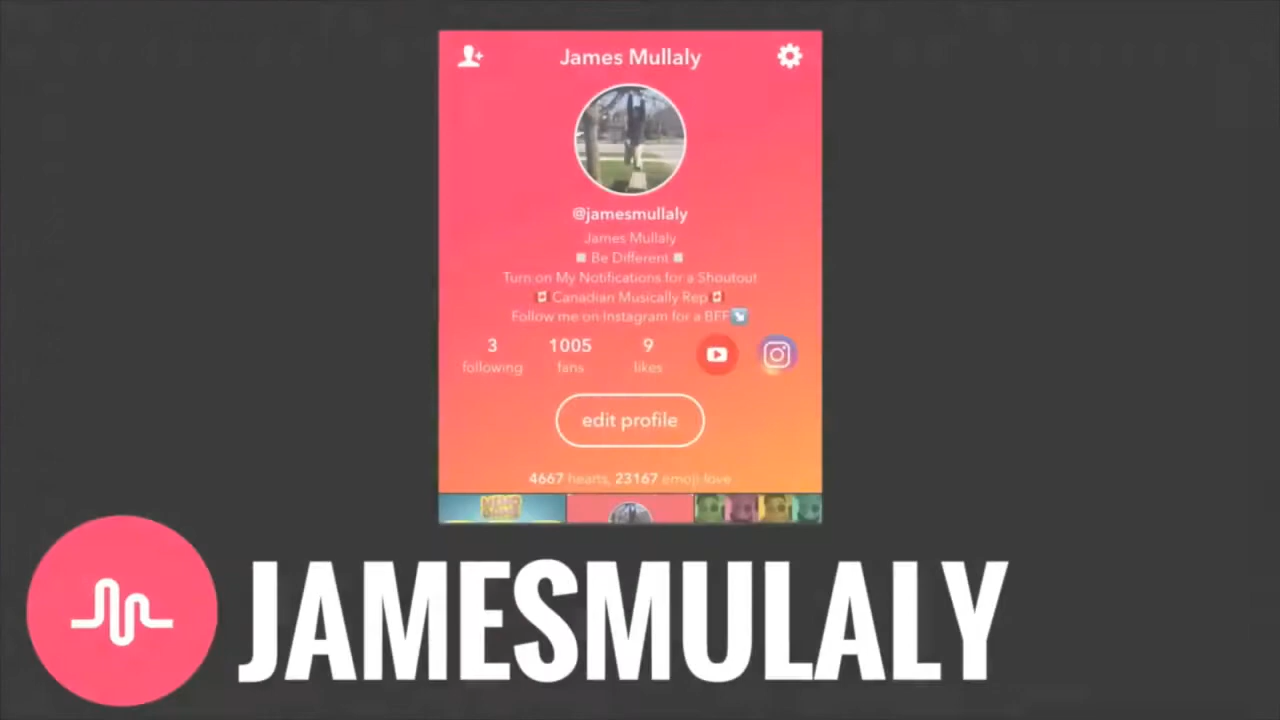 James Mullaly
@jamesmullaly
James Mullaly
Be Different
Turn on My Notifications for a Shoutout
Canadian Musically Rep
Follow me on Instagram for a BFF
3 1005 9
following fans likes
edit profile
4667 hearts, 23167 emoji love
JAMESMULALY